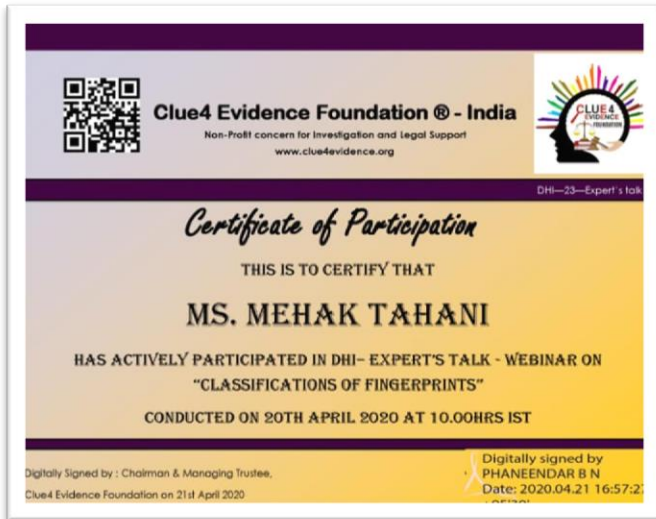 Clue4 Evidence Foundation ® - India
Non-Profit concern for Investigation and Legal Support
www.clue4evidence.org
CLUE 4
EVIDENCE
FOUNDATION
DHI—23—Expert's talk
Certificate of Participation
THIS IS TO CERTIFY THAT
MS. MEHAK TAHANI
HAS ACTIVELY PARTICIPATED IN DHI– EXPERT'S TALK - WEBINAR ON
"CLASSIFICATIONS OF FINGERPRINTS"
CONDUCTED ON 20TH APRIL 2020 AT 10.00HRS IST
Digitally Signed by : Chairman & Managing Trustee,
Clue4 Evidence Foundation on 21st April 2020
Digitally signed by
PHANEENDAR B N
Date: 2020.04.21 16:57:27